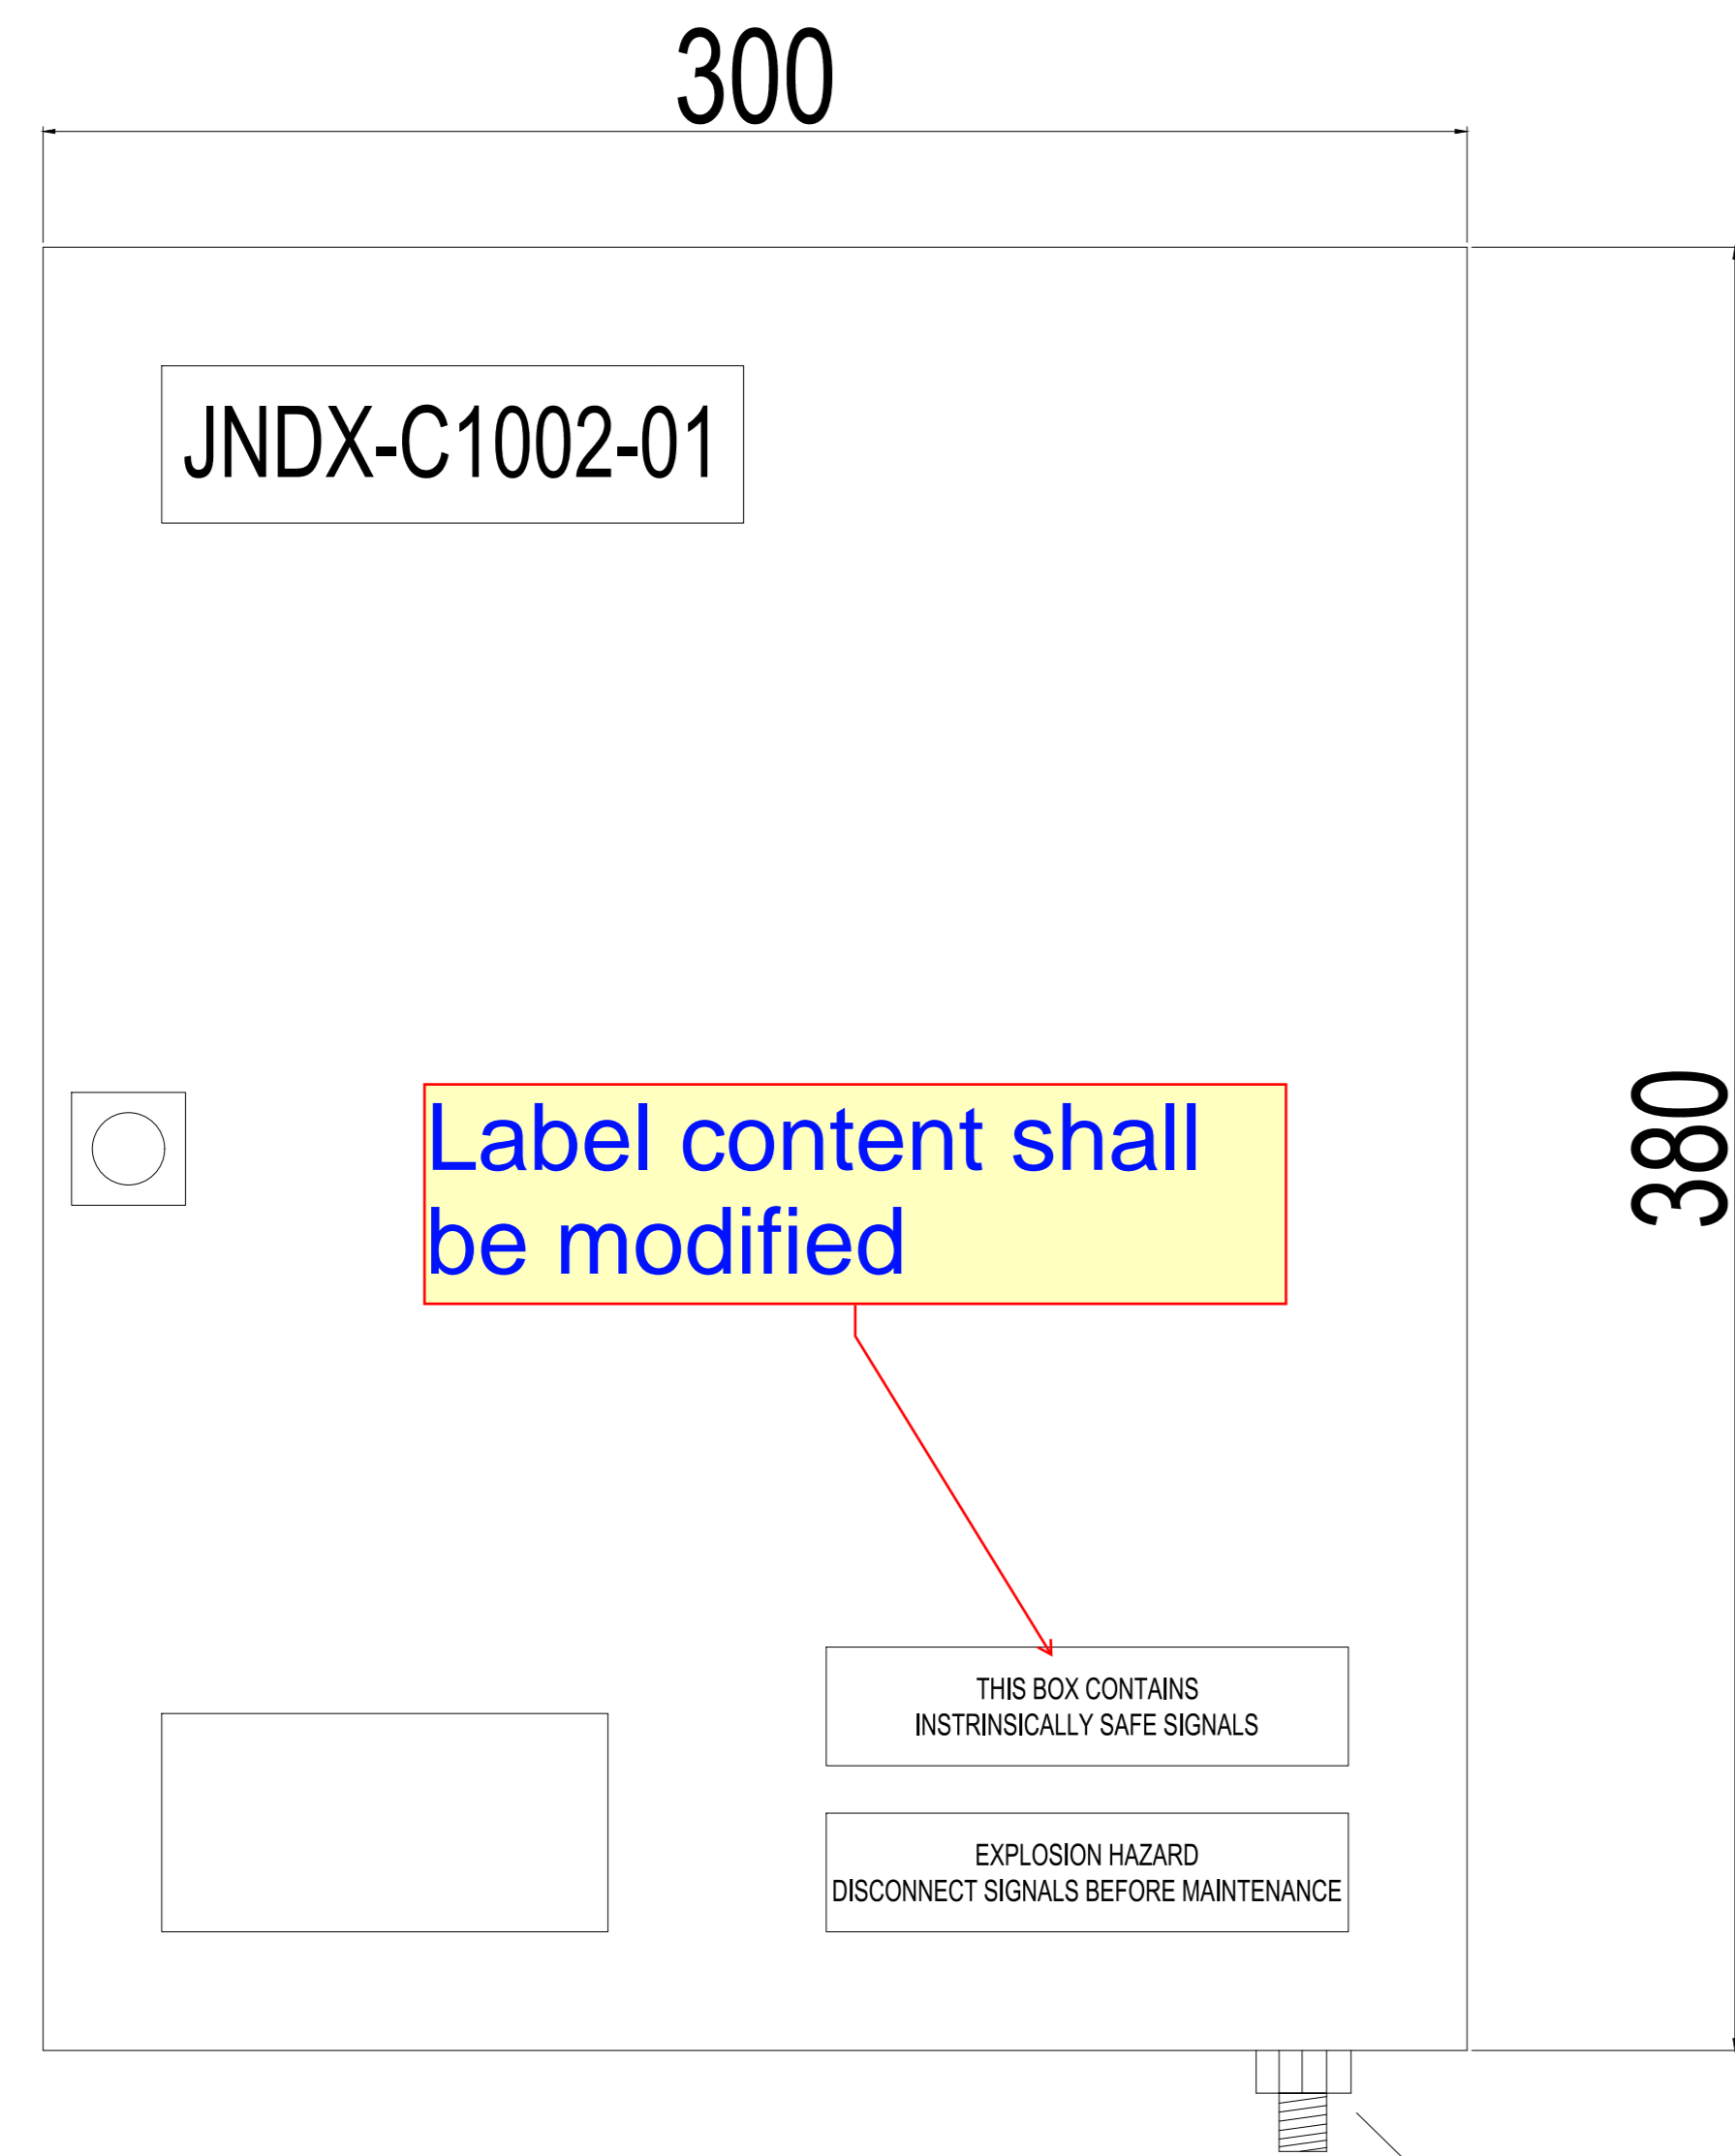 300
JNDX-C1002-01
380
Label content shall
be modified
THIS BOX CONTAINS
INSTRINSICALLY SAFE SIGNALS
EXPLOSION HAZARD
DISCONNECT SIGNALS BEFORE MAINTENANCE